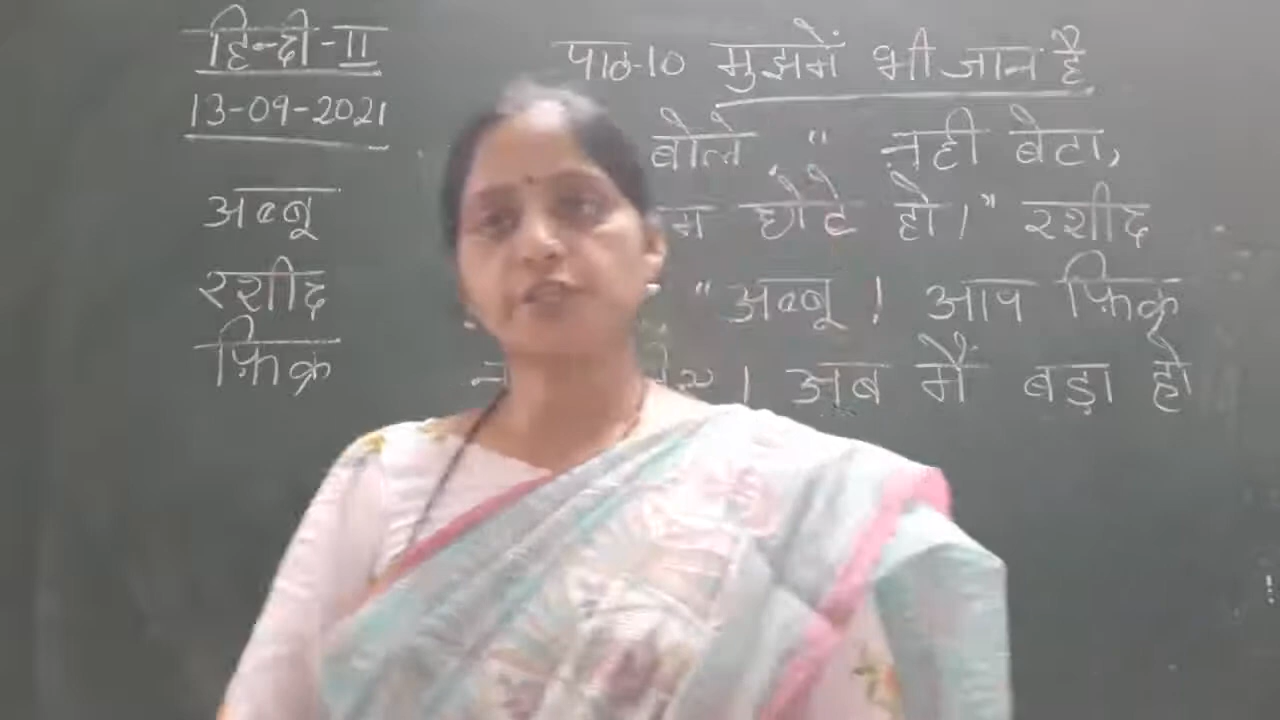 हिन्दी-II
13-09-2021
पाठ-10 मुझमें भी जान है
अब्बू
रशीद
फ़िक्र
बोले " नही बेटा,
छोटे हो।" रशीद
"अब्बू ! आप फ़िक्र
। अब मैं बड़ा हो